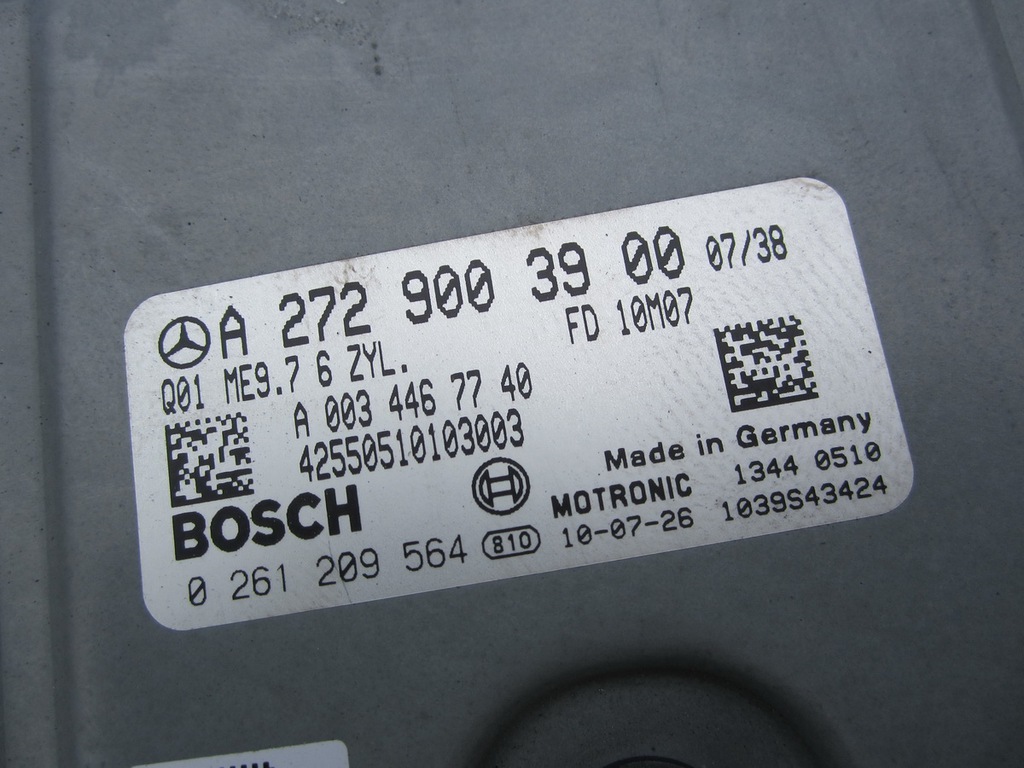 A 272 900 39 00 07/38
Q01 ME9.7 6 ZYL. FD 10M07
A 003 446 77 40
42550510103003
Made in Germany
BOSCH MOTRONIC 1344 0510
0 261 209 564 810 10-07-26 1039S43424